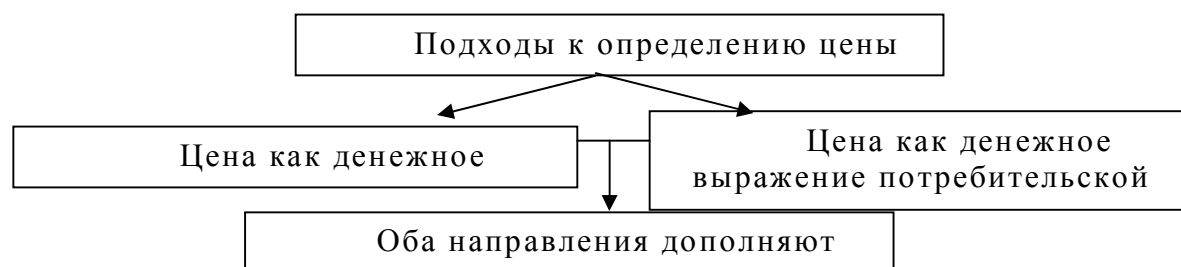 Подходы к определению цены
Цена как денежное
Цена как денежное
выражение потребительской
Оба направления дополняют